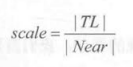 scale = |TL| / |Near|